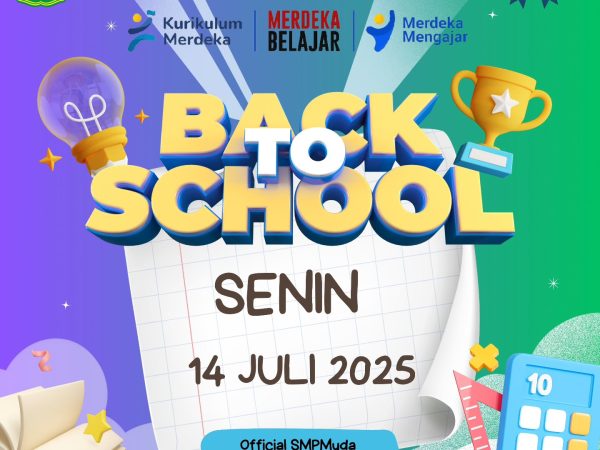 Kurikulum
Merdeka
MERDEKA
BELAJAR
Merdeka
Mengajar
BACK
TO
SCHOOL
SENIN
14 JULI 2025
10
Official SMPMuda